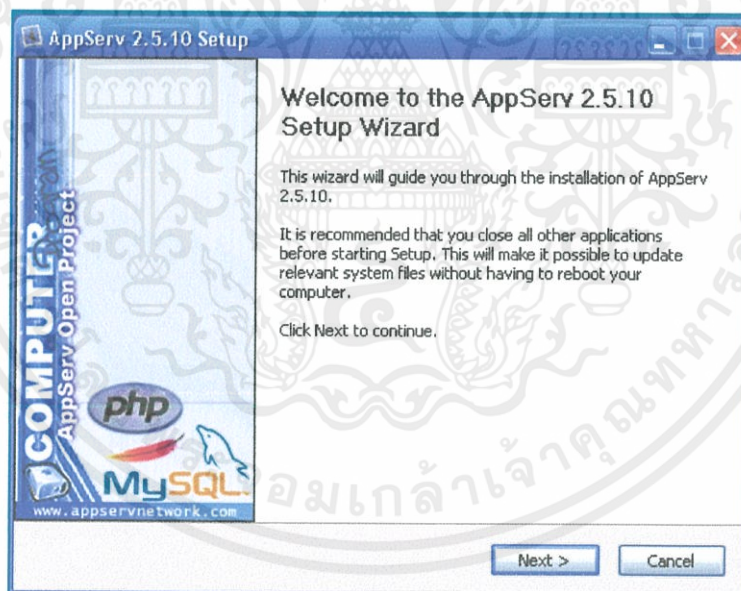 AppServ 2.5.10 Setup
Welcome to the AppServ 2.5.10
Setup Wizard
This wizard will guide you through the installation of AppServ
2.5.10.
It is recommended that you close all other applications
before starting Setup. This will make it possible to update
relevant system files without having to reboot your
computer.
Click Next to continue.
COMPUTER
AppServ Open Project
php
MySQL
www.appservnetwork.com
Next >
Cancel